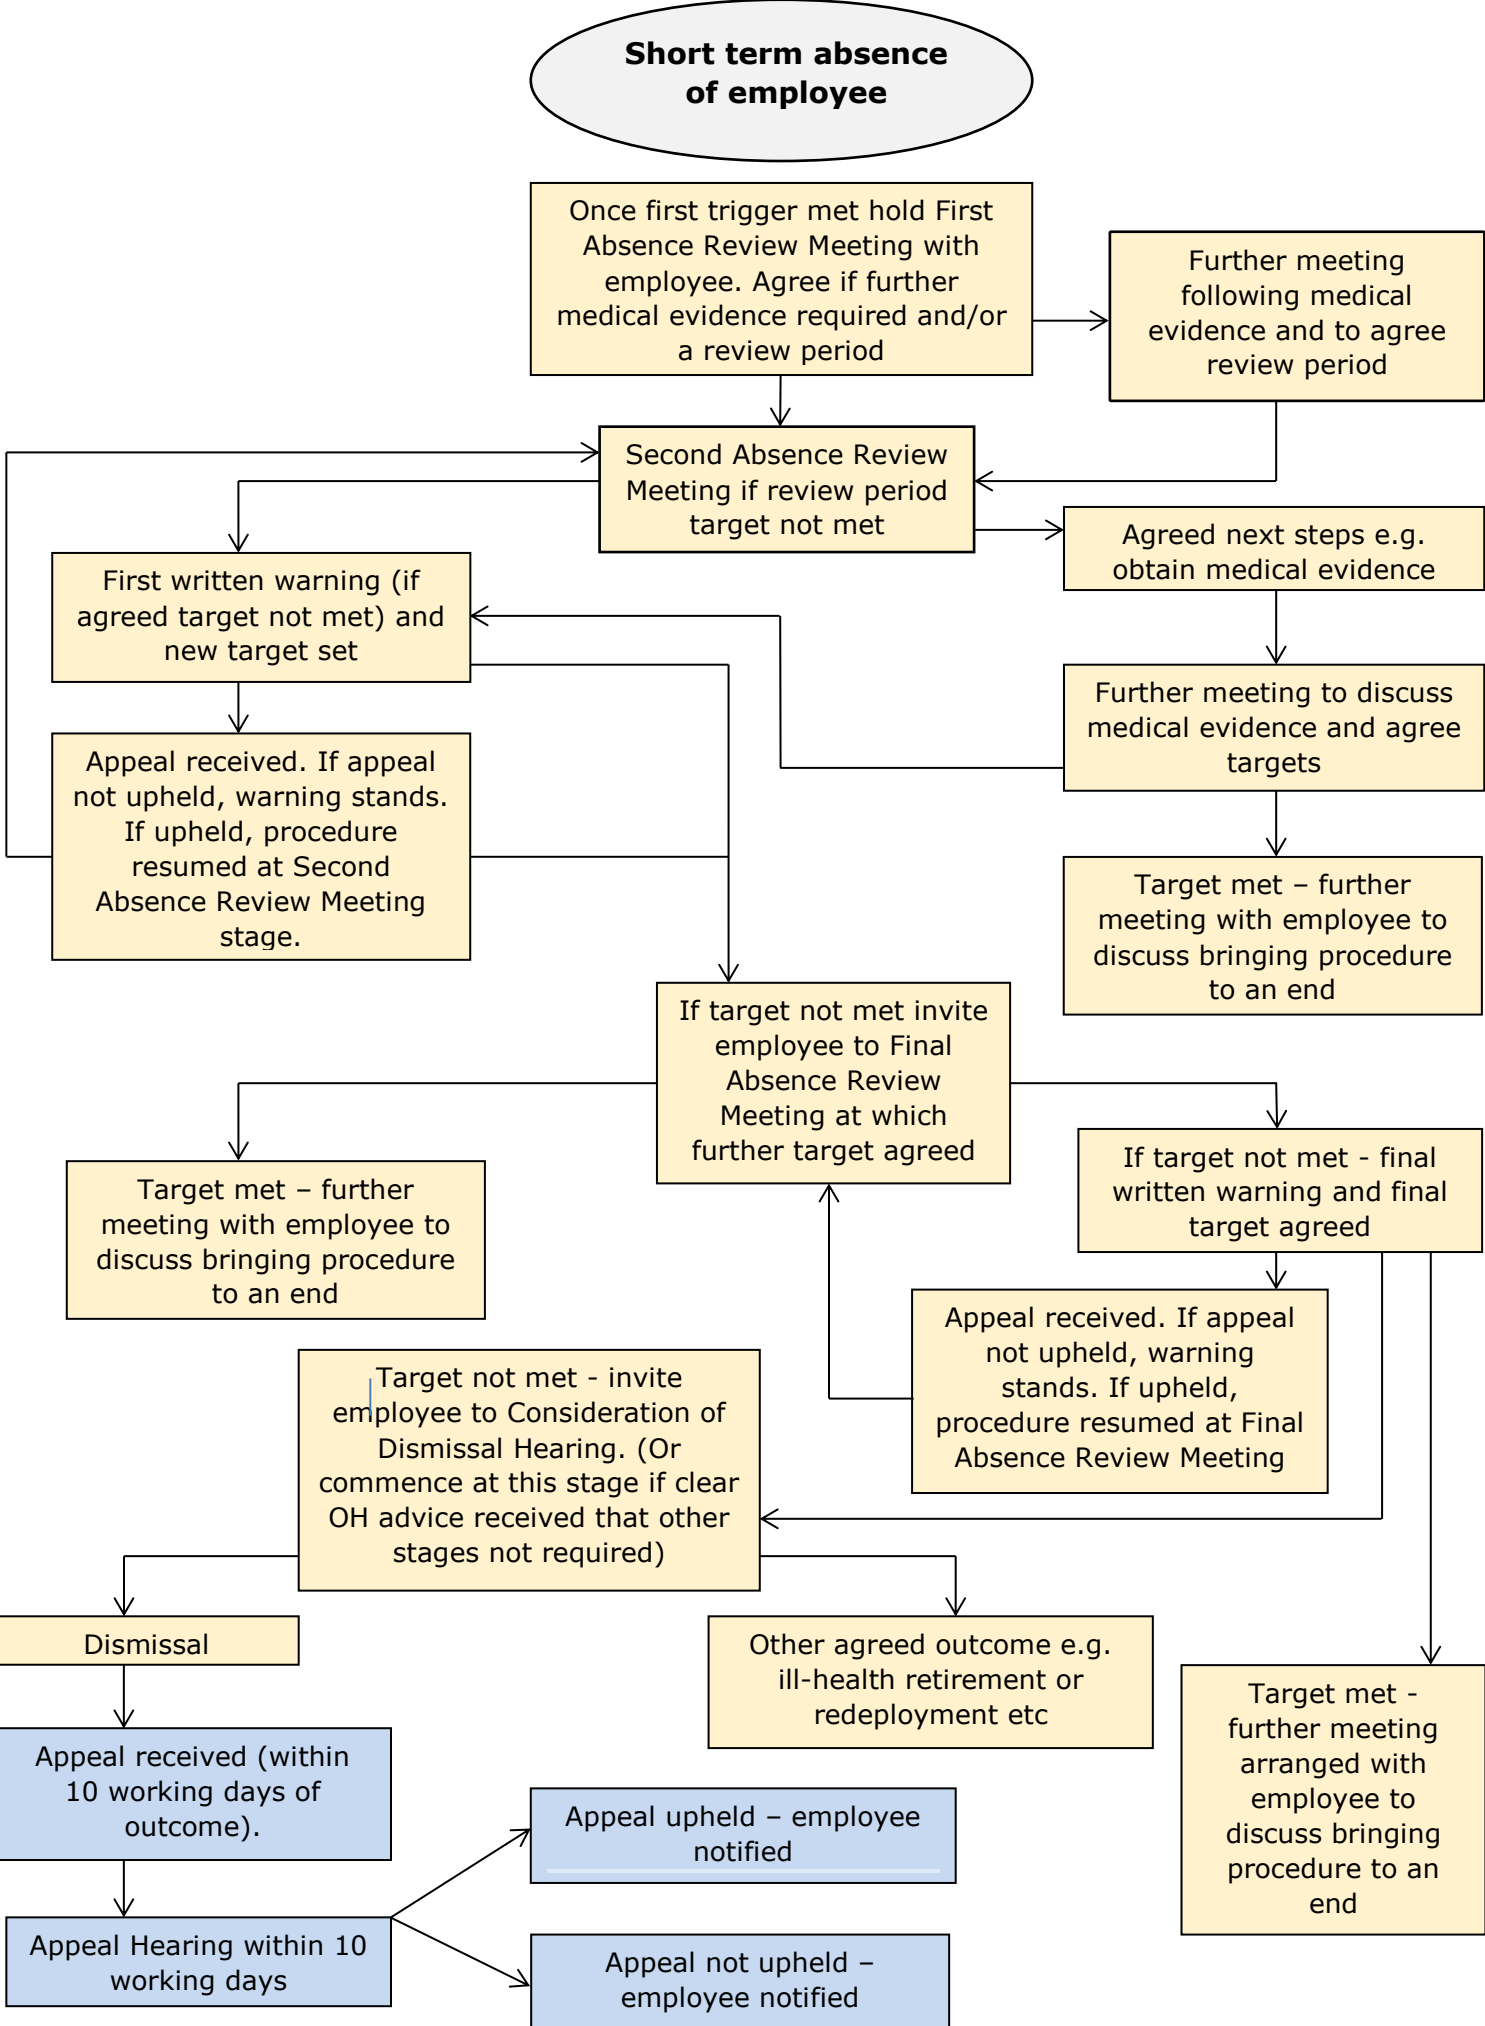 Short term absence
of employee
Once first trigger met hold First
Absence Review Meeting with
employee. Agree if further
medical evidence required and/or
a review period
Further meeting
following medical
evidence and to agree
review period
Second Absence Review
Meeting if review period
target not met
Agreed next steps e.g.
obtain medical evidence
First written warning (if
agreed target not met) and
new target set
Further meeting to discuss
medical evidence and agree
targets
Appeal received. If appeal
not upheld, warning stands.
If upheld, procedure
resumed at Second
Absence Review Meeting
stage.
Target met – further
meeting with employee to
discuss bringing procedure
to an end
If target not met invite
employee to Final
Absence Review
Meeting at which
further target agreed
If target not met - final
written warning and final
target agreed
Target met – further
meeting with employee to
discuss bringing procedure
to an end
Appeal received. If appeal
not upheld, warning
stands. If upheld,
procedure resumed at Final
Absence Review Meeting
Target not met - invite
employee to Consideration of
Dismissal Hearing. (Or
commence at this stage if clear
OH advice received that other
stages not required)
Dismissal
Other agreed outcome e.g.
ill-health retirement or
redeployment etc
Target met -
further meeting
arranged with
employee to
discuss bringing
procedure to an
end
Appeal received (within
10 working days of
outcome).
Appeal upheld – employee
notified
Appeal Hearing within 10
working days
Appeal not upheld –
employee notified